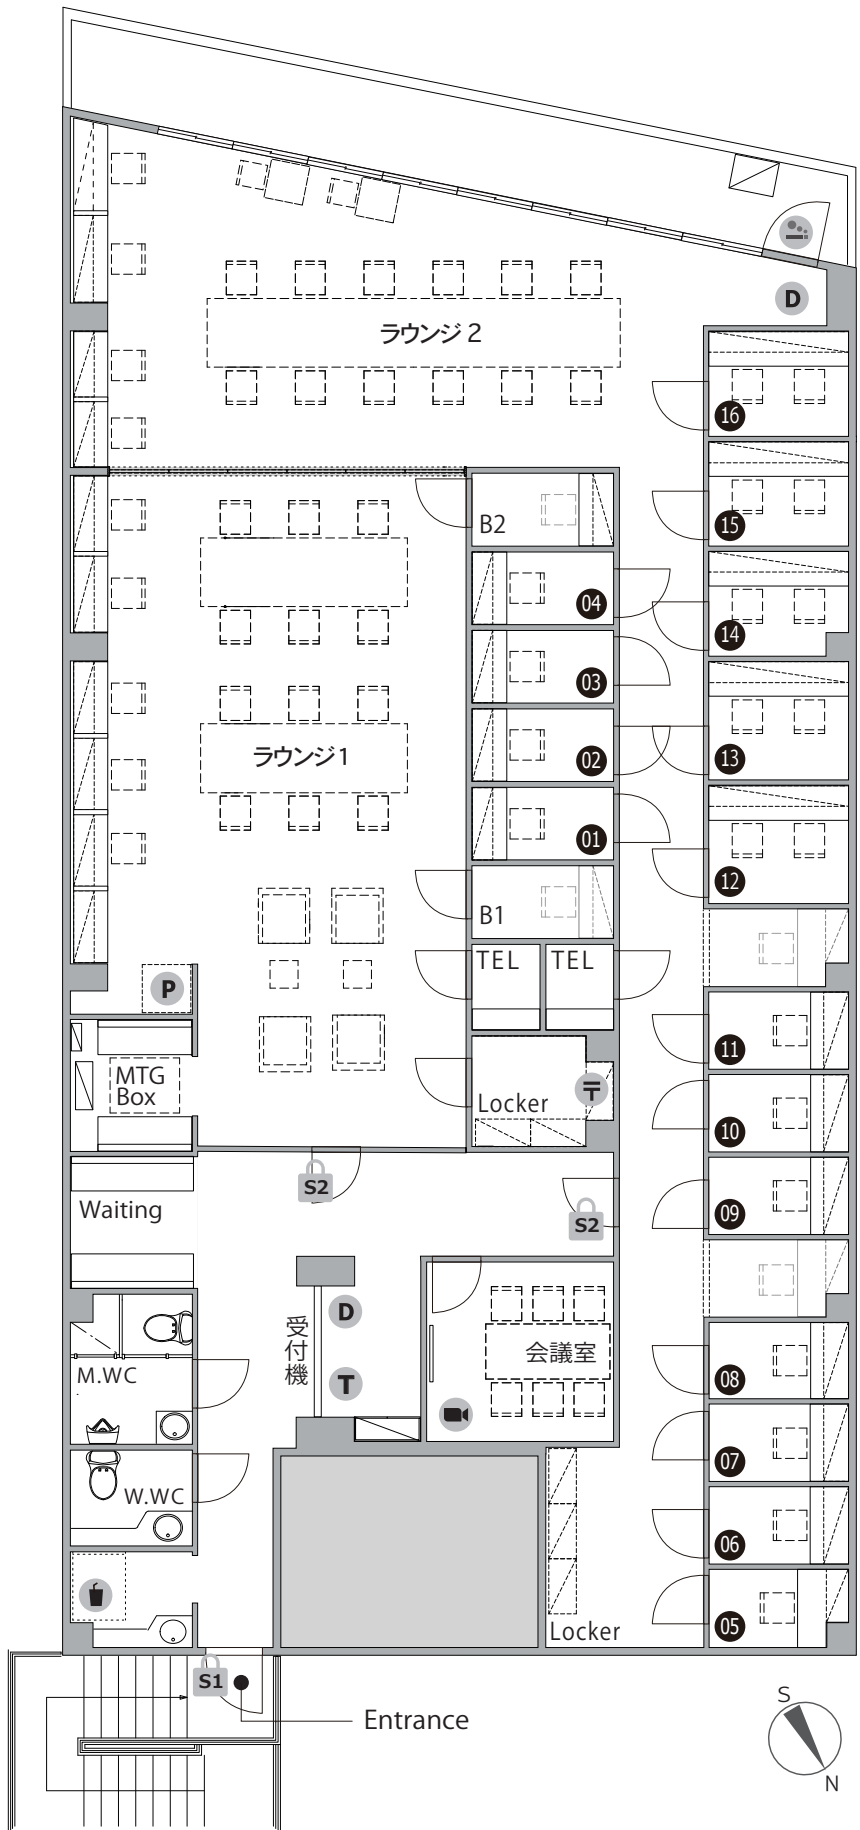 D
ラウンジ 2
16
15
B2
04
14
03
02
13
ラウンジ1
01
12
B1
TEL
TEL
P
11
MTG
Box
Locker
〒
10
S2
09
Waiting
S2
D
受付機
会議室
T
M.WC
08
07
W.WC
06
05
Locker
S1
Entrance
S
N